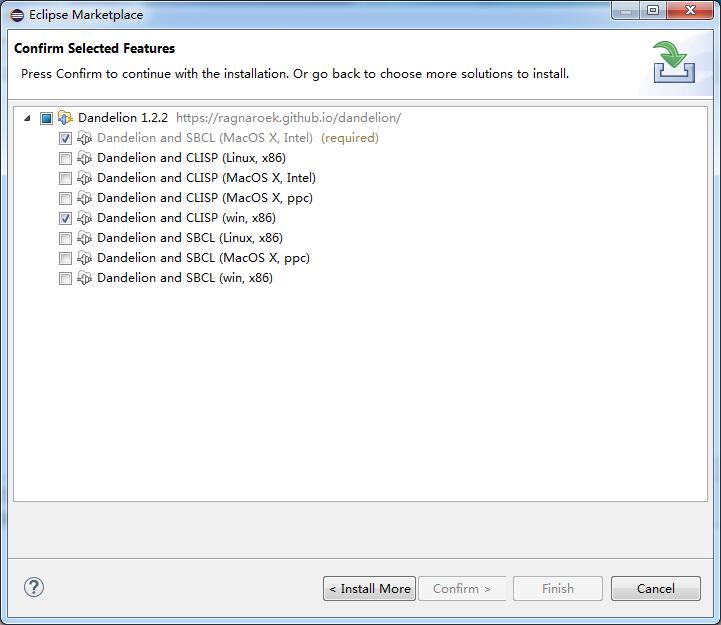 Eclipse Marketplace
Confirm Selected Features
Press Confirm to continue with the installation. Or go back to choose more solutions to install.
Dandelion 1.2.2 https://ragnaroek.github.io/dandelion/
Dandelion and SBCL (MacOS X, Intel) (required)
Dandelion and CLISP (Linux, x86)
Dandelion and CLISP (MacOS X, Intel)
Dandelion and CLISP (MacOS X, ppc)
Dandelion and CLISP (win, x86)
Dandelion and SBCL (Linux, x86)
Dandelion and SBCL (MacOS X, ppc)
Dandelion and SBCL (win, x86)
? < Install More Confirm > Finish Cancel